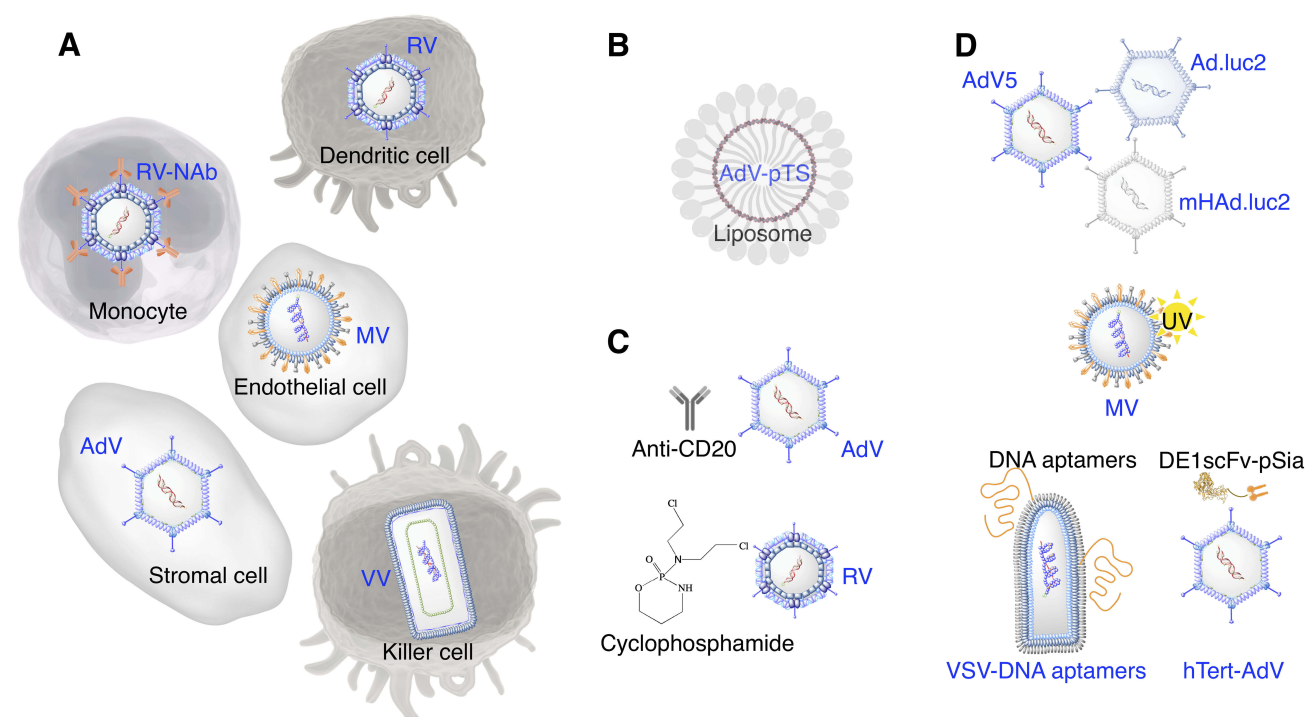 A
RV
Dendritic cell
RV-NAb
Monocyte
MV
Endothelial cell
AdV
Stromal cell
VV
Killer cell
B
AdV-pTS
Liposome
C
Anti-CD20
AdV
Cl
Cl
O
N
P
O
NH
RV
Cyclophosphamide
D
AdV5
Ad.luc2
mHAd.luc2
UV
MV
DNA aptamers
DE1scFv-pSia
VSV-DNA aptamers
hTert-AdV